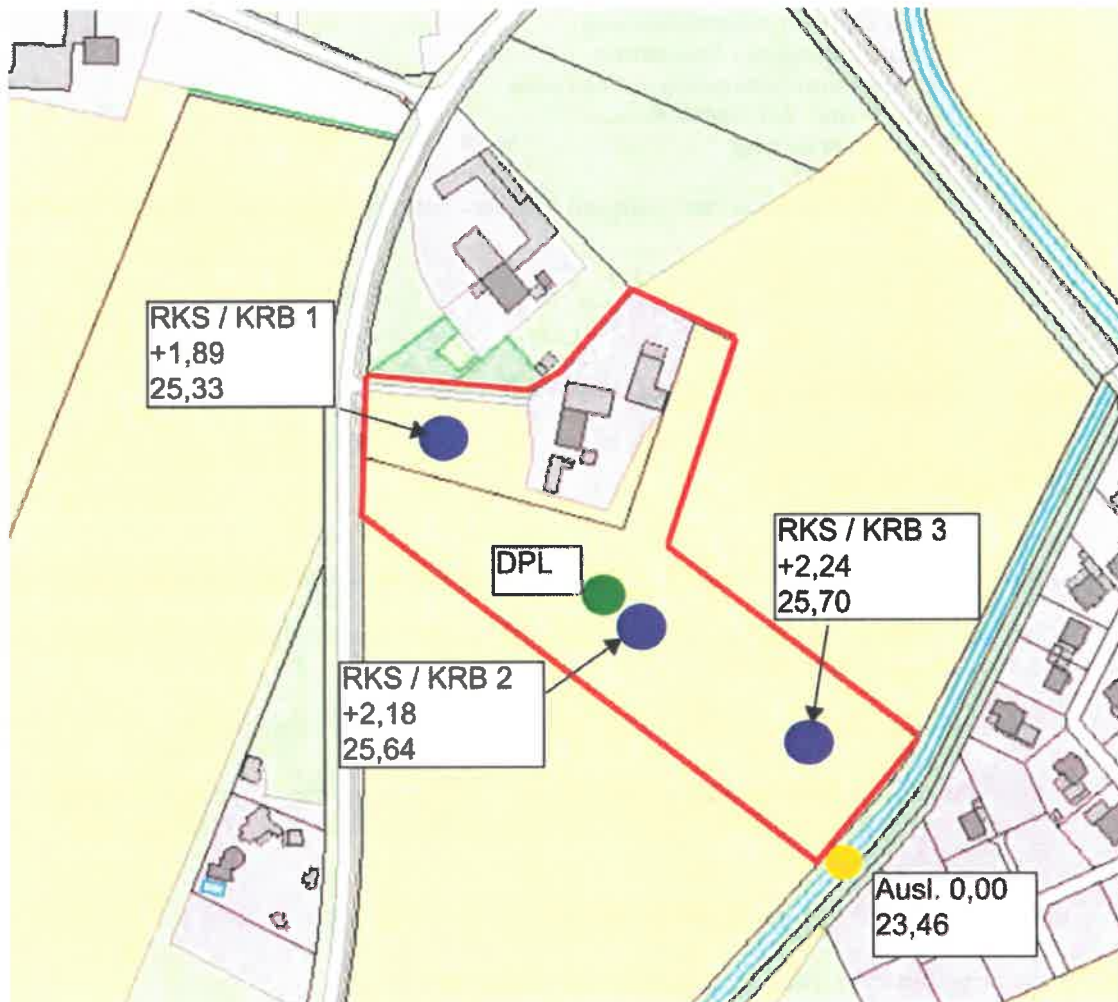 RKS / KRB 1
+1,89
25,33
RKS / KRB 3
+2,24
25,70
DPL
RKS / KRB 2
+2,18
25,64
Ausl. 0,00
23,46